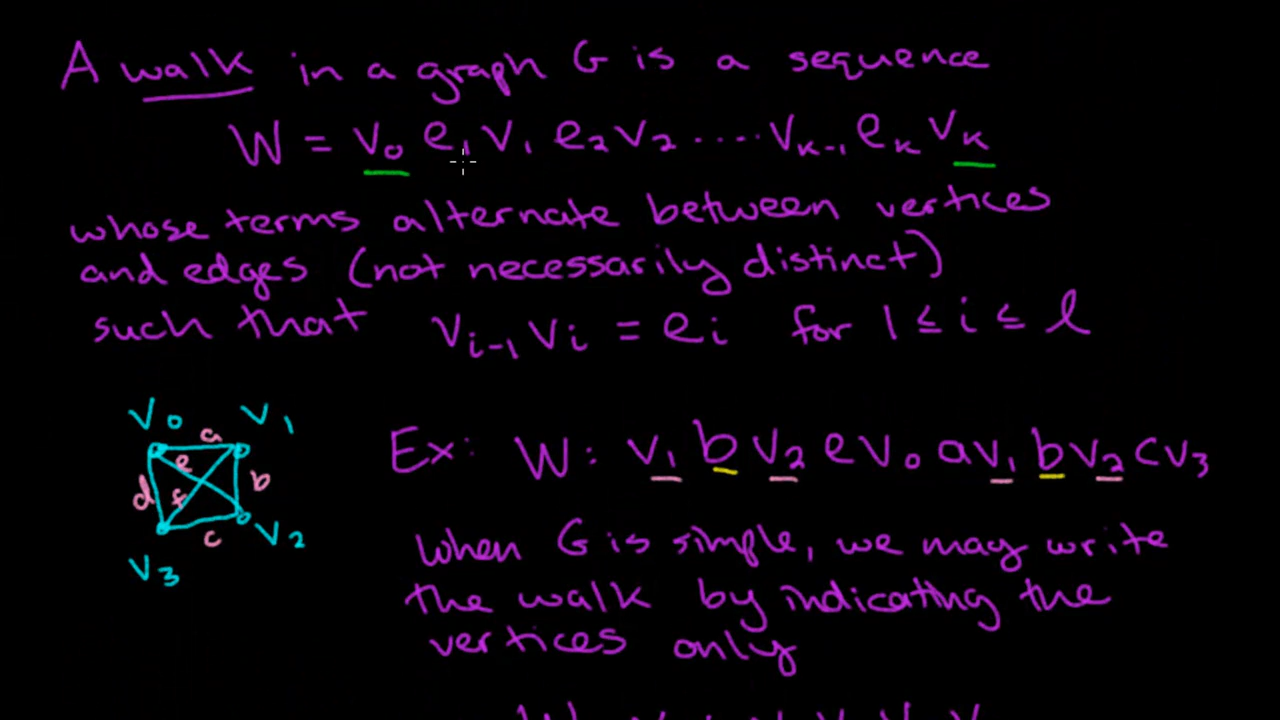 A walk in a graph G is a sequence
W = v₀ e₁ v₁ e₂ v₂ ..... vₖ₋₁ eₖ vₖ
whose terms alternate between vertices
and edges (not necessarily distinct)
such that vᵢ₋₁ vᵢ = eᵢ for 1 ≤ i ≤ l
v₀ a v₁
e
d f b
c v₂
v₃
Ex: W: v₁ b v₂ e v₀ a v₁ b v₂ c v₃
When G is simple, we may write
the walk by indicating the
vertices only